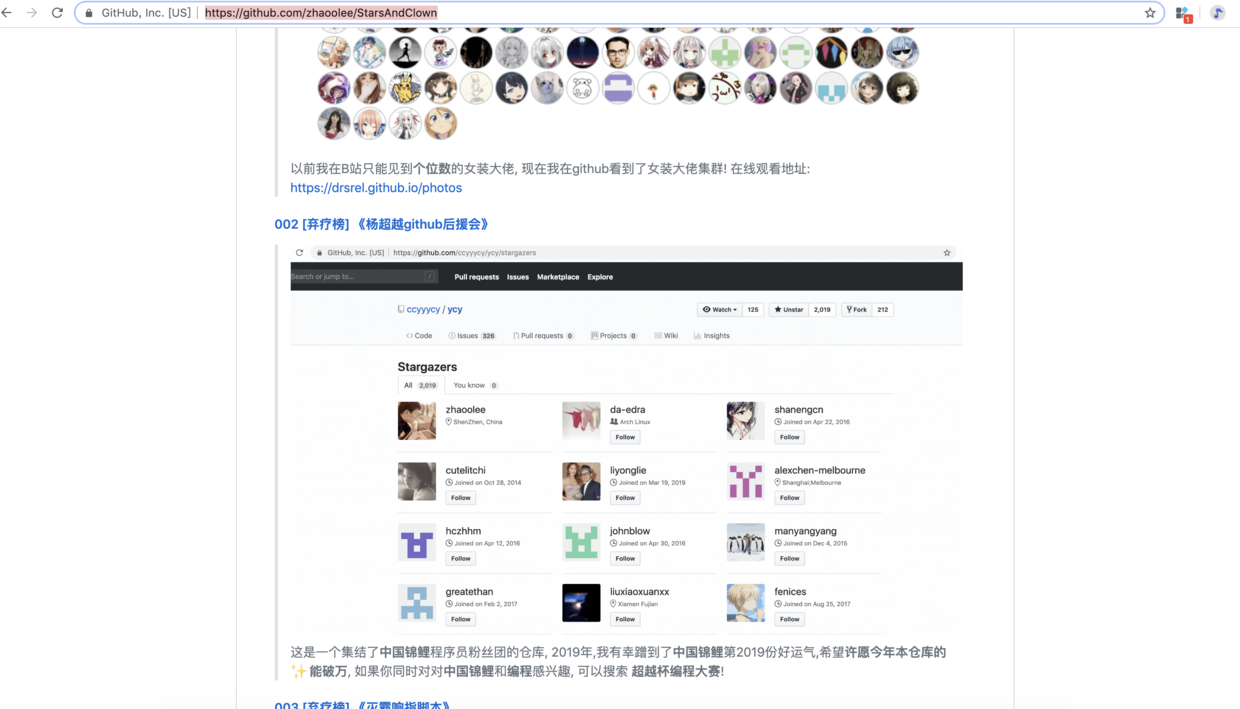 GitHub, Inc. [US] https://github.com/zhaoolee/StarsAndClown
1
以前我在B站只能见到个位数的女装大佬, 现在我在github看到了女装大佬集群! 在线观看地址:
https://drsrel.github.io/photos
002 [弃疗榜] 《杨超越github后援会》
GitHub, Inc. [US] https://github.com/ccyyycy/ycy/stargazers
Search or jump to... /
Pull requests Issues Marketplace Explore
ccyyycy / ycy
Watch 125 Unstar 2,019 Fork 212
Code Issues 326 Pull requests 0 Projects 0 Wiki Insights
Stargazers
All 2,019 You know 0
zhaoolee da-edra shanengcn
ShenZhen, China Arch Linux Joined on Apr 22, 2016
Follow Follow
cutelitchi liyonglie alexchen-melbourne
Joined on Oct 28, 2014 Joined on Mar 19, 2019 Shanghai;Melbourne
Follow Follow Follow
hczhhm johnblow manyangyang
Joined on Apr 12, 2016 Joined on Apr 30, 2016 Joined on Dec 4, 2015
Follow Follow Follow
greatethan liuxiaoxuanxx fenices
Joined on Feb 2, 2017 Xiamen Fujian Joined on Aug 25, 2017
Follow Follow Follow
这是一个集结了中国锦鲤程序员粉丝团的仓库, 2019年,我有幸蹭到了中国锦鲤第2019份好运气,希望许愿今年本仓库的
✨能破万, 如果你同时对对中国锦鲤和编程感兴趣, 可以搜索 超越杯编程大赛!
003 [弃疗榜] 《灭霸响指脚本》